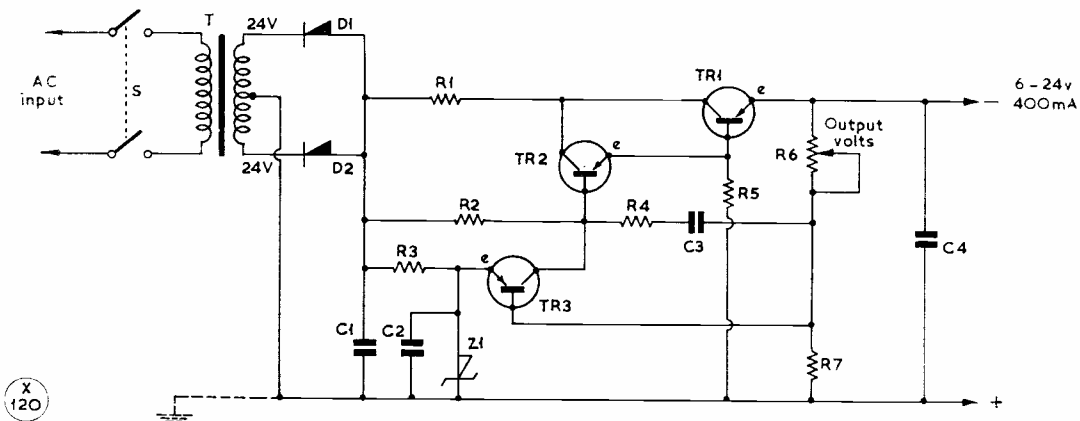 AC
input
S
T
24V
24V
D1
D2
R1
TR1
e
6-24v
400mA
Output
volts
R6
TR2
e
R5
R2
R4
C3
C4
R3
e
TR3
C1
C2
Z1
R7
X
120
+
−